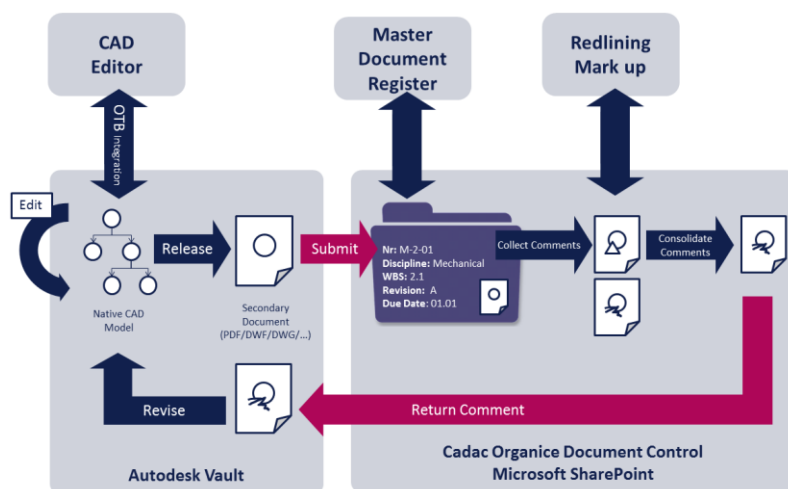 CAD
Editor
Master
Document
Register
Redlining
Mark up
OTB Integration
Edit
Release
Submit
Nr: M-2-01
Discipline: Mechanical
WBS: 2.1
Revision: A
Due Date: 01.01
Collect Comments
Consolidate
Comments
Native CAD
Model
Secondary
Document
(PDF/DWF/DWG/...)
Revise
Return Comment
Autodesk Vault
Cadac Organice Document Control
Microsoft SharePoint